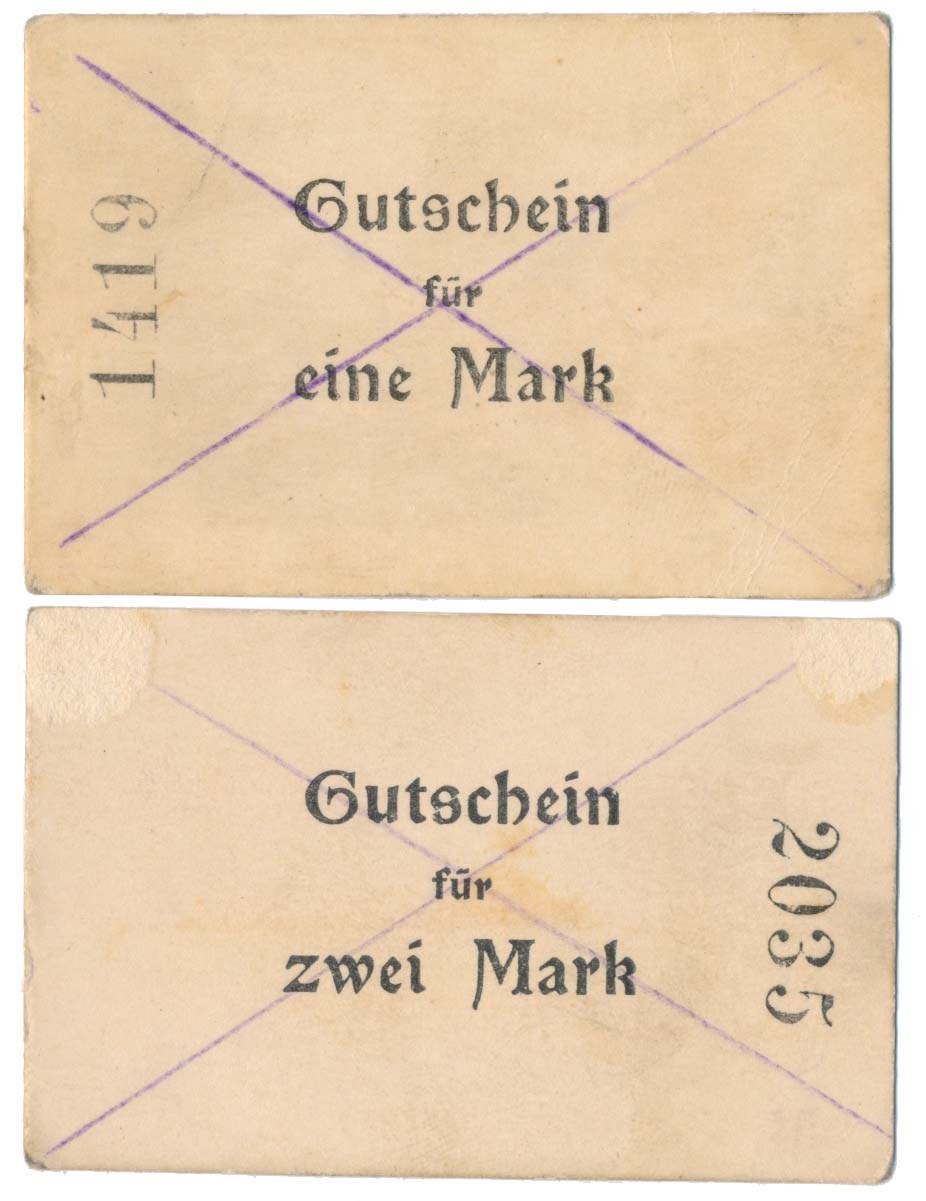 1419
Gutschein
für
eine Mark
Gutschein
für
zwei Mark
2035